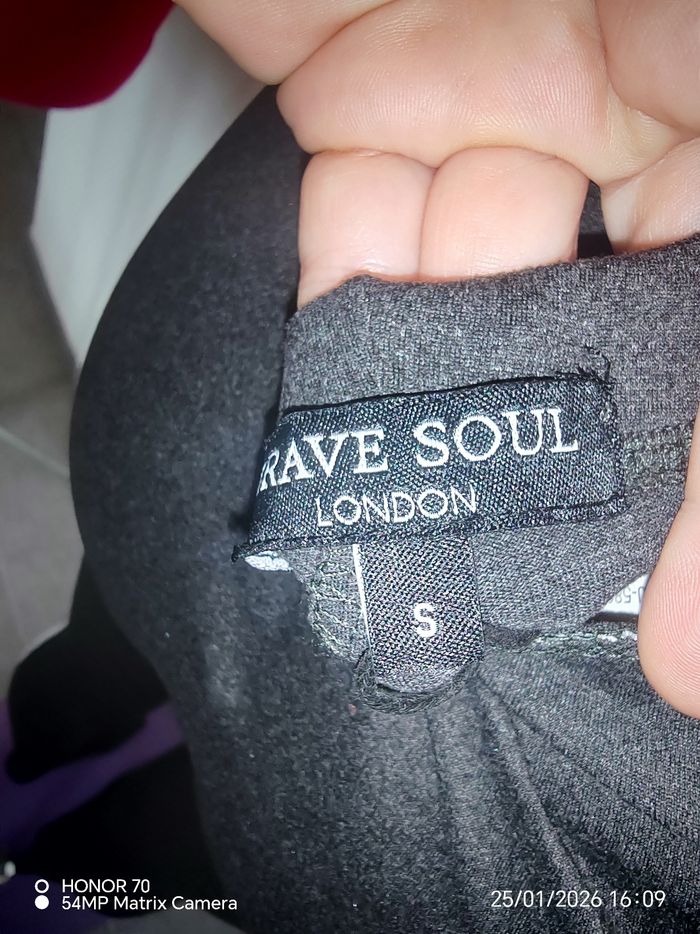 RAVE SOUL
LONDON
S
HONOR 70
54MP Matrix Camera
25/01/2026 16:09